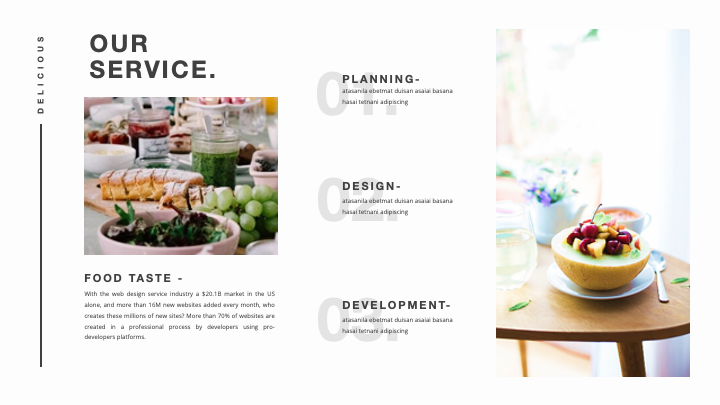 DELICIOUS
OUR
SERVICE.
FOOD TASTE -
With the web design service industry a $20.1B market in the US
alone, and more than 16M new websites added every month, who
creates these millions of new sites? More than 70% of websites are
created in a professional process by developers using pro-
developers platforms.
01.
PLANNING-
atasanila ebetmat duisan asaiai basana
hasai tetnani adipiscing
02.
DESIGN-
atasanila ebetmat duisan asaiai basana
hasai tetnani adipiscing
03.
DEVELOPMENT-
atasanila ebetmat duisan asaiai basana
hasai tetnani adipiscing